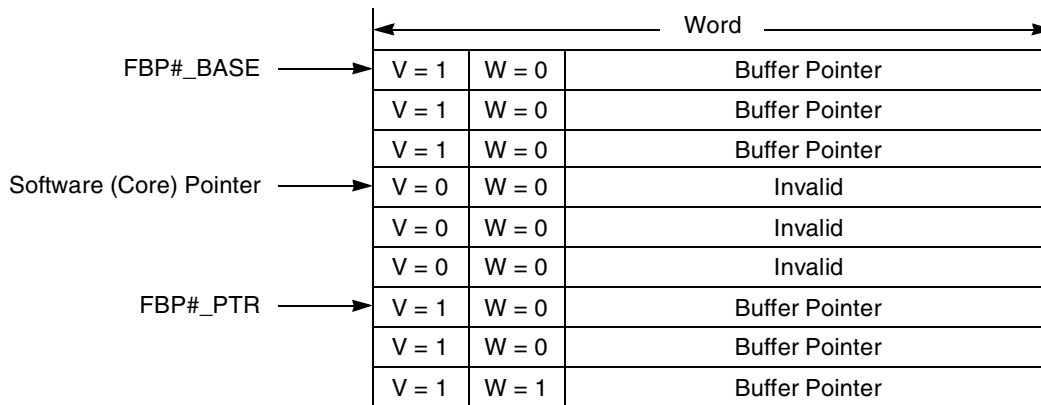 Word
FBP#_BASE V = 1 W = 0 Buffer Pointer
V = 1 W = 0 Buffer Pointer
V = 1 W = 0 Buffer Pointer
Software (Core) Pointer V = 0 W = 0 Invalid
V = 0 W = 0 Invalid
V = 0 W = 0 Invalid
FBP#_PTR V = 1 W = 0 Buffer Pointer
V = 1 W = 0 Buffer Pointer
V = 1 W = 1 Buffer Pointer